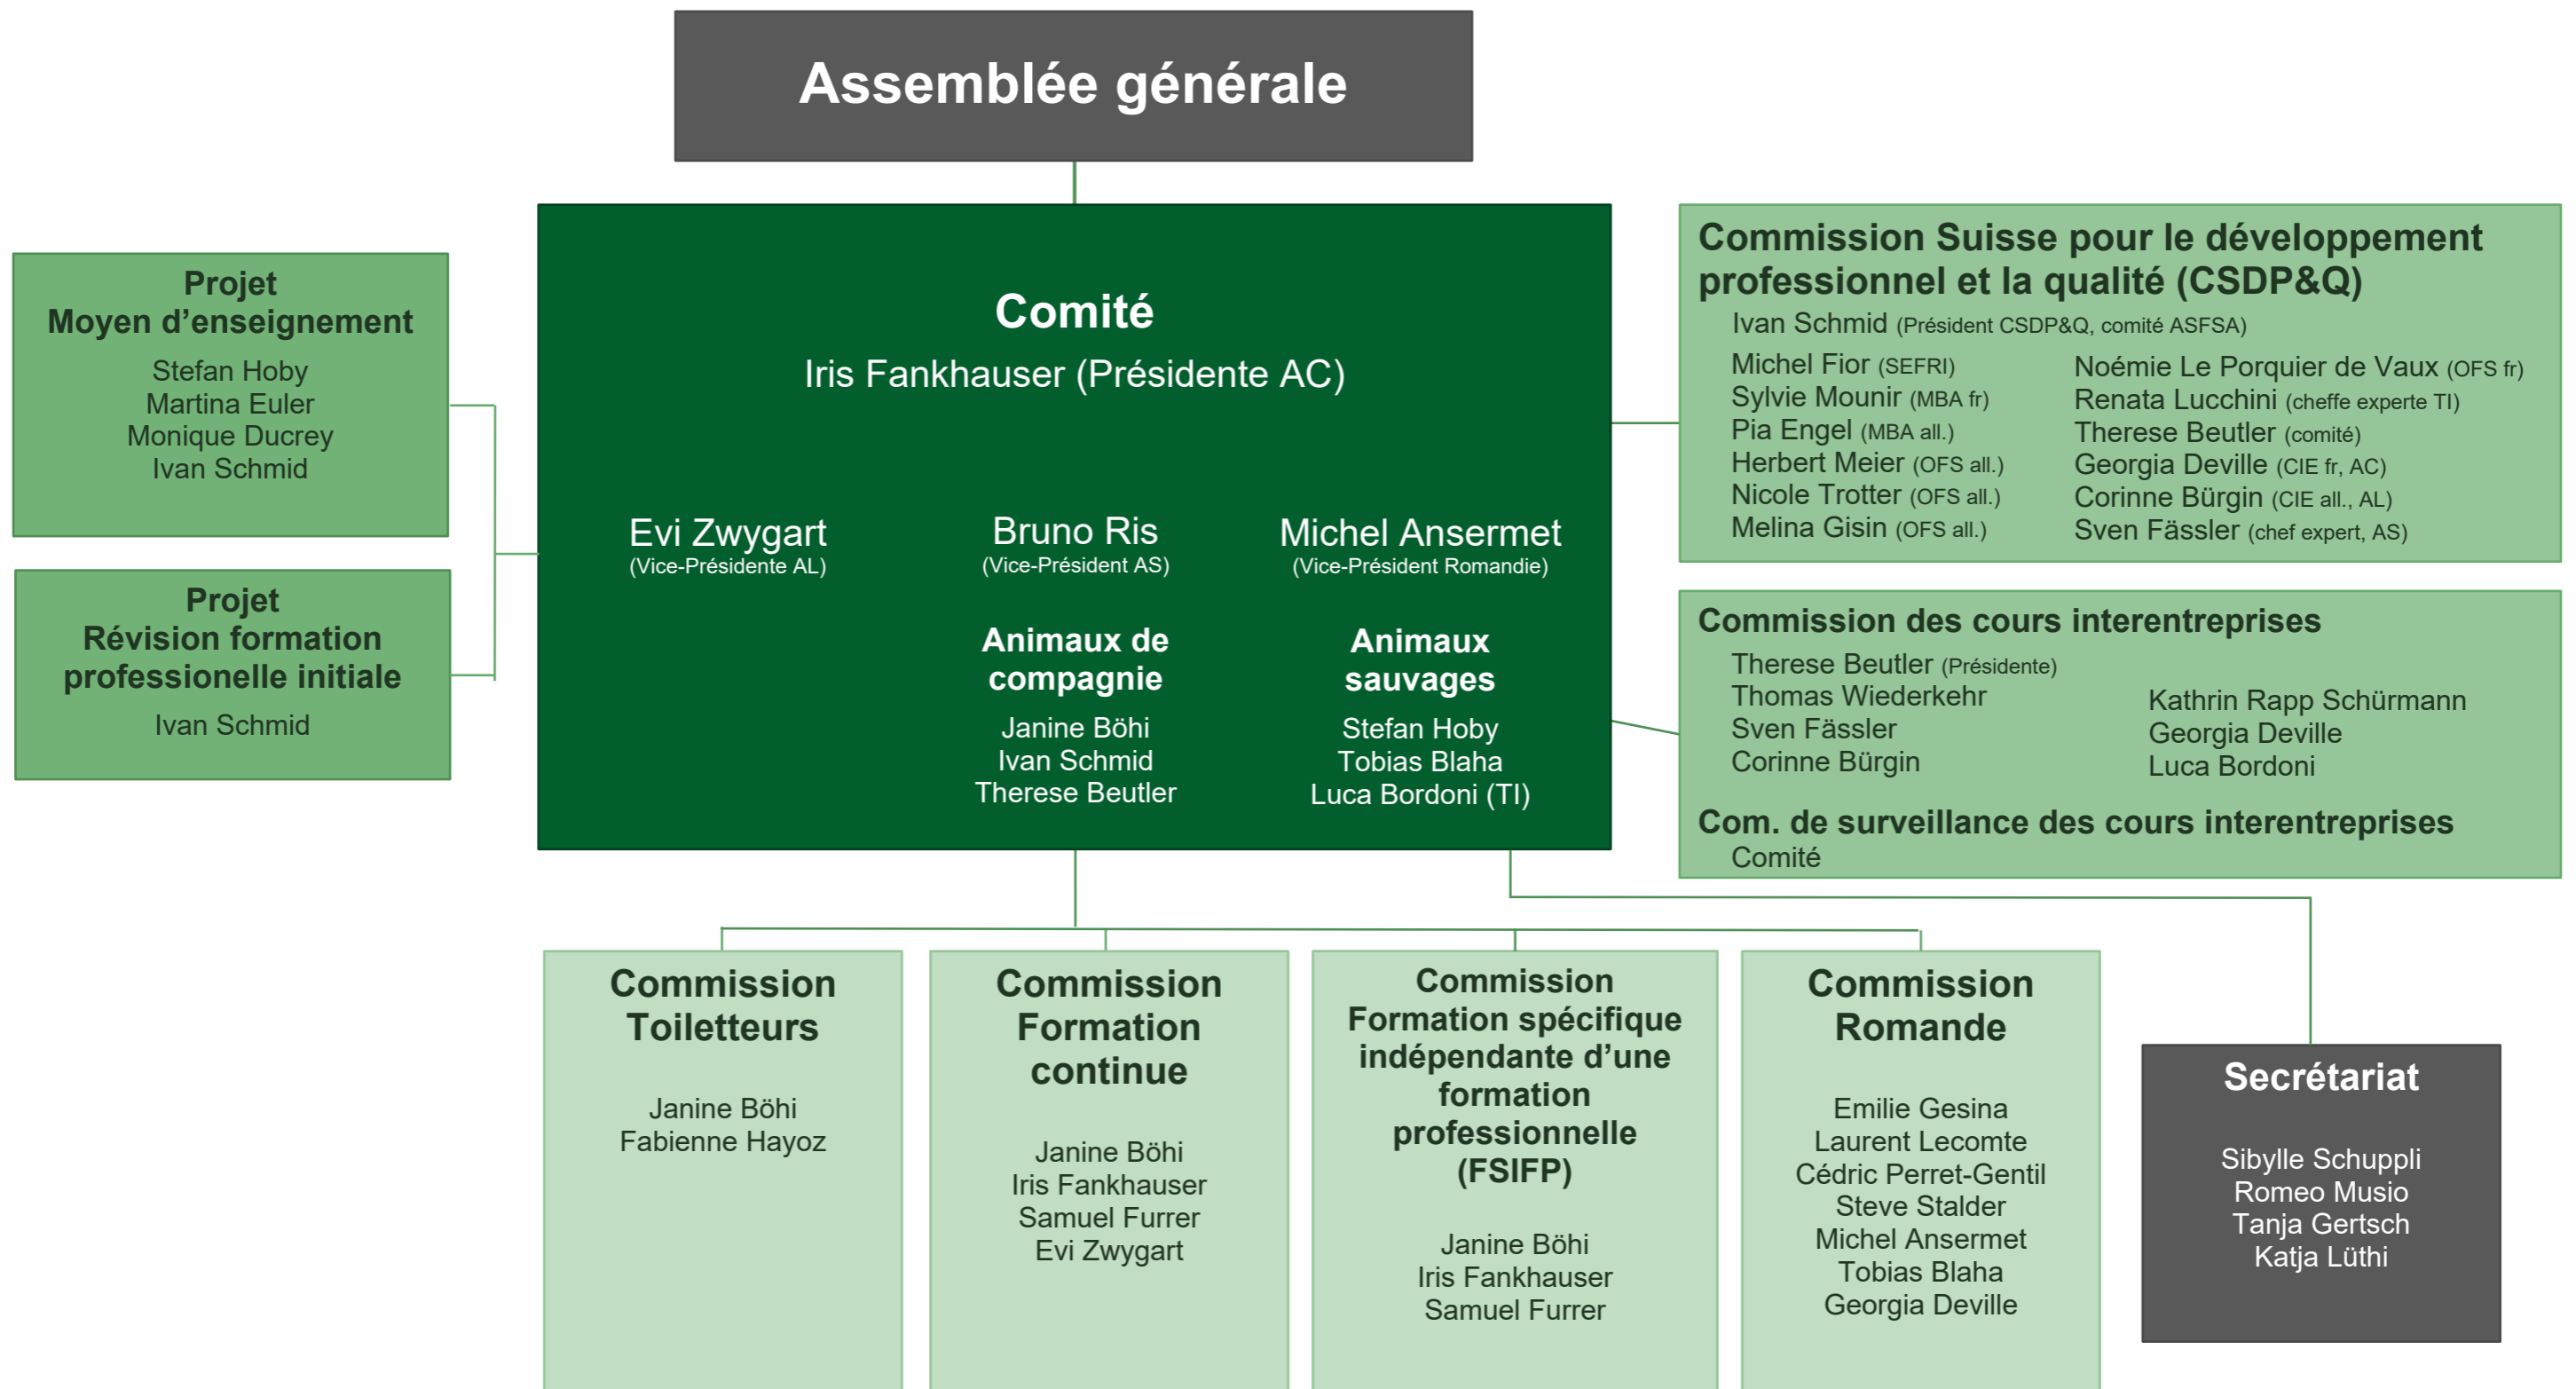 Assemblée générale
Projet
Moyen d’enseignement
Stefan Hoby
Martina Euler
Monique Ducrey
Ivan Schmid
Projet
Révision formation
professionelle initiale
Ivan Schmid
Comité
Iris Fankhauser (Présidente AC)
Evi Zwygart
(Vice-Présidente AL)
Bruno Ris
(Vice-Président AS)
Michel Ansermet
(Vice-Président Romandie)
Animaux de
compagnie
Janine Böhi
Ivan Schmid
Therese Beutler
Animaux
sauvages
Stefan Hoby
Tobias Blaha
Luca Bordoni (TI)
Commission Suisse pour le développement
professionnel et la qualité (CSDP&Q)
Ivan Schmid (Président CSDP&Q, comité ASFSA)
Michel Fior (SEFRI)
Sylvie Mounir (MBA fr)
Pia Engel (MBA all.)
Herbert Meier (OFS all.)
Nicole Trotter (OFS all.)
Melina Gisin (OFS all.)
Noémie Le Porquier de Vaux (OFS fr)
Renata Lucchini (cheffe experte TI)
Therese Beutler (comité)
Georgia Deville (CIE fr, AC)
Corinne Bürgin (CIE all., AL)
Sven Fässler (chef expert, AS)
Commission des cours interentreprises
Therese Beutler (Présidente)
Thomas Wiederkehr
Sven Fässler
Corinne Bürgin
Kathrin Rapp Schürmann
Georgia Deville
Luca Bordoni
Com. de surveillance des cours interentreprises
Comité
Commission
Toiletteurs
Janine Böhi
Fabienne Hayoz
Commission
Formation
continue
Janine Böhi
Iris Fankhauser
Samuel Furrer
Evi Zwygart
Commission
Formation spécifique
indépendante d’une
formation
professionnelle
(FSIFP)
Janine Böhi
Iris Fankhauser
Samuel Furrer
Commission
Romande
Emilie Gesina
Laurent Lecomte
Cédric Perret-Gentil
Steve Stalder
Michel Ansermet
Tobias Blaha
Georgia Deville
Secrétariat
Sibylle Schuppli
Romeo Musio
Tanja Gertsch
Katja Lüthi